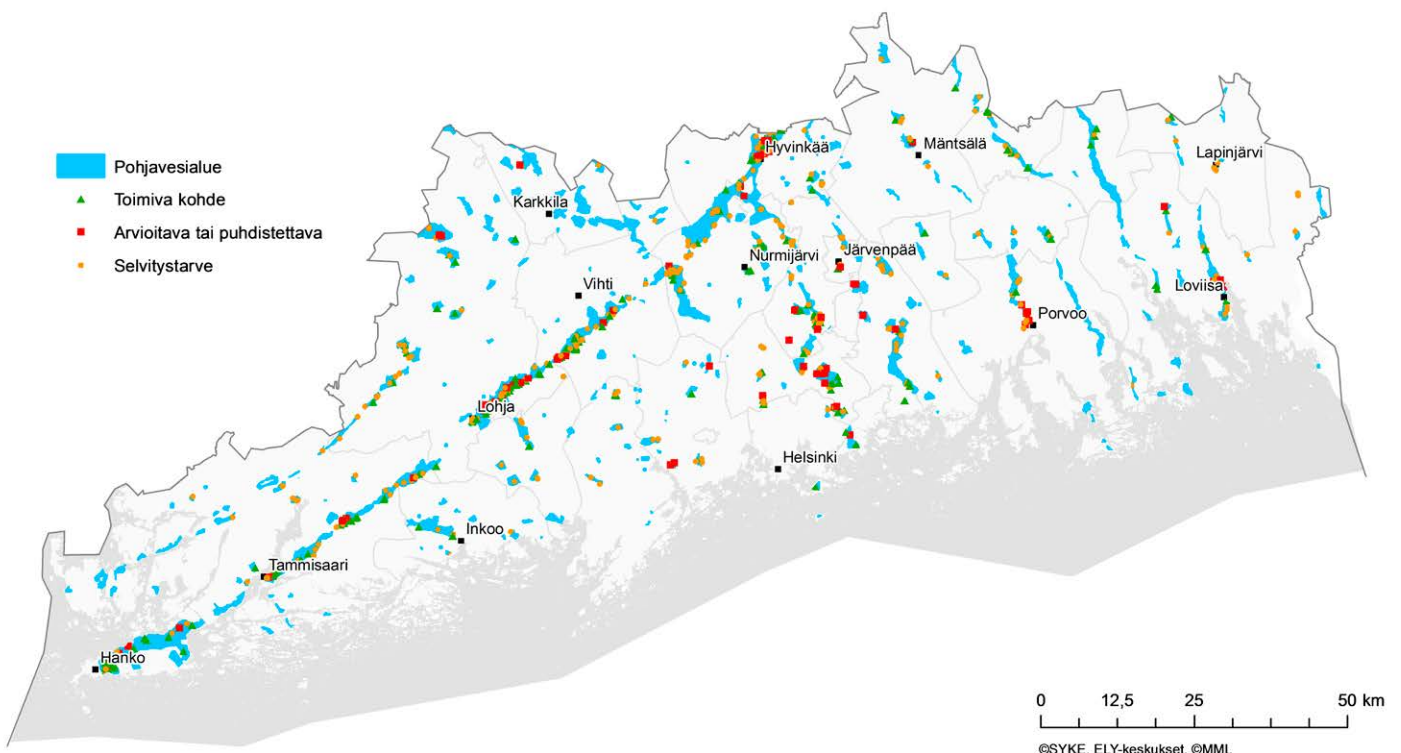 Pohjavesialue
Toimiva kohde
Arvioitava tai puhdistettava
Selvitystarve
Hyvinkää
Mäntsälä
Lapinjärvi
Karkkila
Nurmijärvi
Järvenpää
Vihti
Loviisa
Porvoo
Lohja
Helsinki
Inkoo
Tammisaari
Hanko
0 12,5 25 50 km
©SYKE, ELY-keskukset, ©MML